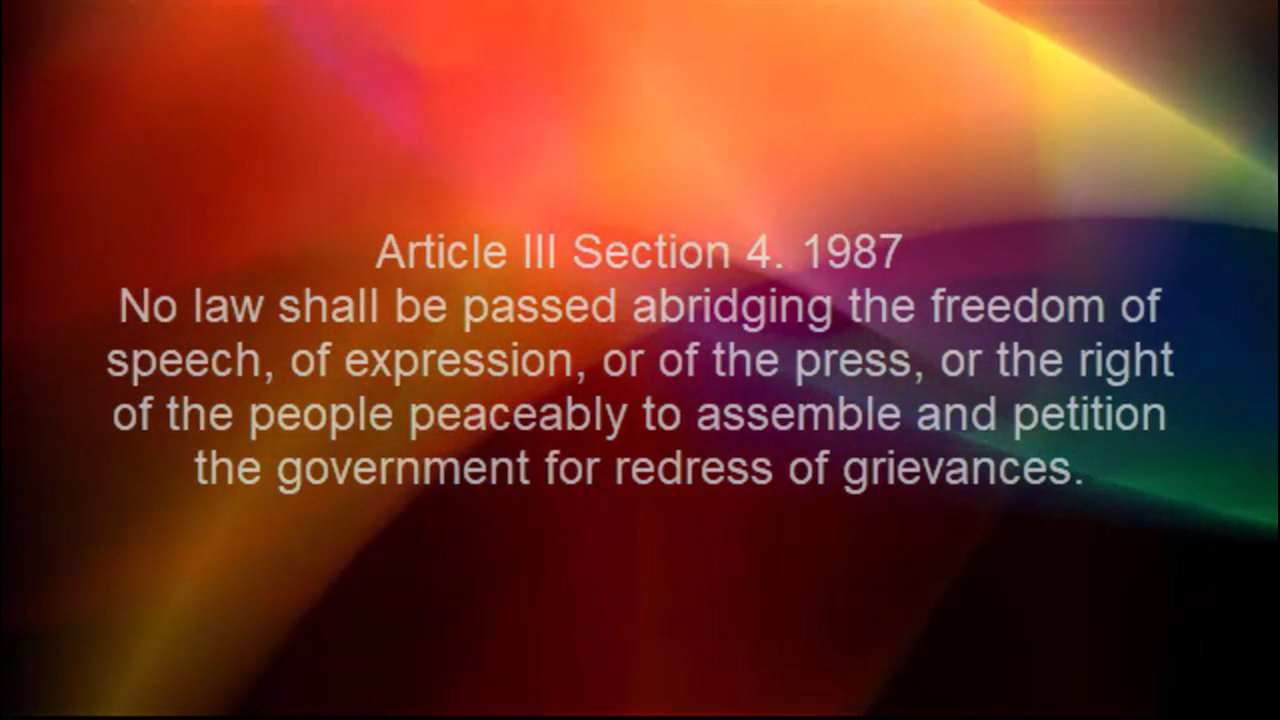 Article III Section 4. 1987
No law shall be passed abridging the freedom of
speech, of expression, or of the press, or the right
of the people peaceably to assemble and petition
the government for redress of grievances.